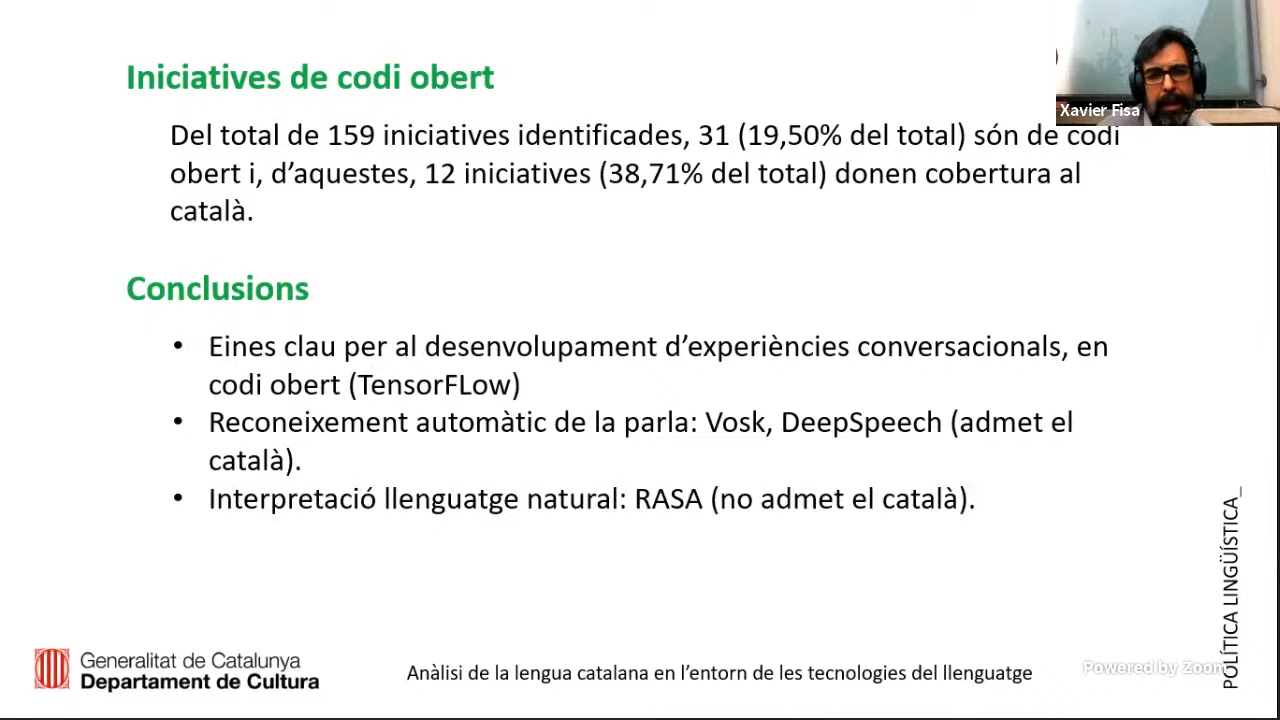 Iniciatives de codi obert
Xavier Fisa
Del total de 159 iniciatives identificades, 31 (19,50% del total) són de codi
obert i, d’aquestes, 12 iniciatives (38,71% del total) donen cobertura al
català.
Conclusions
• Eines clau per al desenvolupament d’experiències conversacionals, en
codi obert (TensorFLow)
• Reconeixement automàtic de la parla: Vosk, DeepSpeech (admet el
català).
• Interpretació llenguatge natural: RASA (no admet el català).
POLÍTICA LINGÜÍSTICA_
Generalitat de Catalunya
Departament de Cultura
Anàlisi de la lengua catalana en l’entorn de les tecnologies del llenguatge
Powered by Zoom